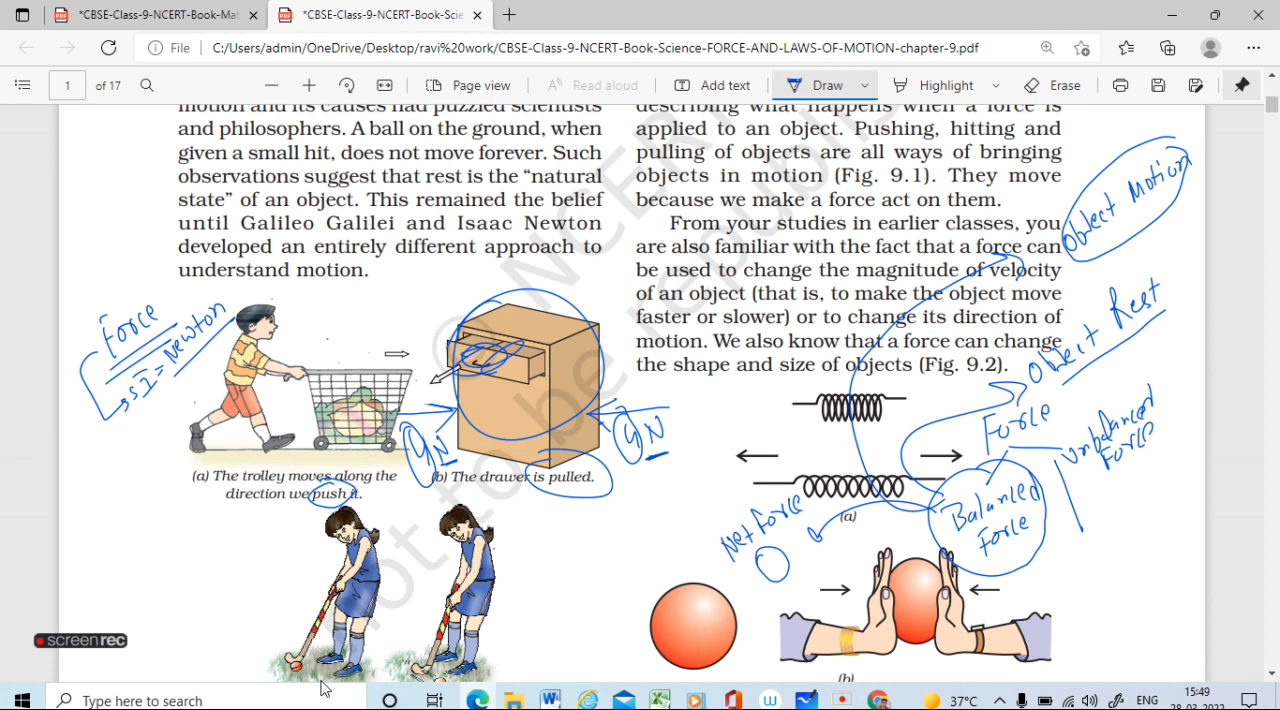 *CBSE-Class-9-NCERT-Book-Mat
*CBSE-Class-9-NCERT-Book-Scie
File
C:/Users/admin/OneDrive/Desktop/ravi%20work/CBSE-Class-9-NCERT-Book-Science-FORCE-AND-LAWS-OF-MOTION-chapter-9.pdf
1 of 17
Page view
Read aloud
Add text
Draw
Highlight
Erase
motion and its causes had puzzled scientists
and philosophers. A ball on the ground, when
given a small hit, does not move forever. Such
observations suggest that rest is the “natural
state” of an object. This remained the belief
until Galileo Galilei and Isaac Newton
developed an entirely different approach to
understand motion.
Force
SI = Newton
9N
9N
(a) The trolley moves along the
direction we push it.
(b) The drawer is pulled.
describing what happens when a force is
applied to an object. Pushing, hitting and
pulling of objects are all ways of bringing
objects in motion (Fig. 9.1). They move
because we make a force act on them.
From your studies in earlier classes, you
are also familiar with the fact that a force can
be used to change the magnitude of velocity
of an object (that is, to make the object move
faster or slower) or to change its direction of
motion. We also know that a force can change
the shape and size of objects (Fig. 9.2).
Object Motion
Object Rest
Force
Unbalanced
Force
Balanced
Force
Net Force
0
(a)
(b)
© NCERT
not to be republis
screenrec
Type here to search
37°C
ENG
15:49
28-03-2022